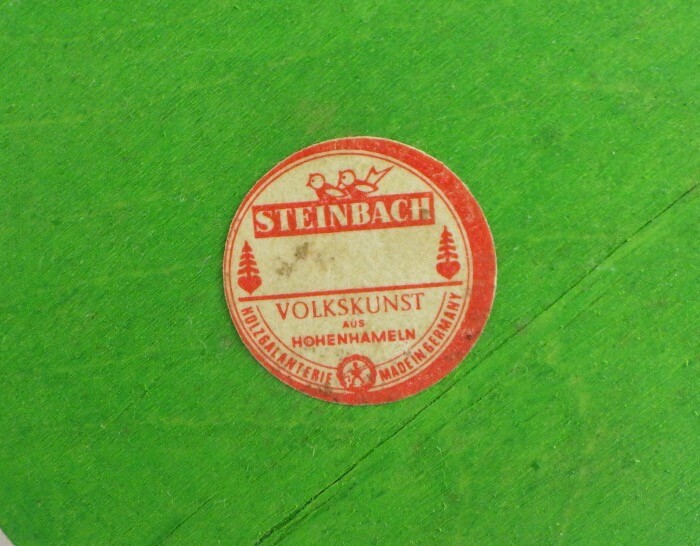 STEINBACH
VOLKSKUNST
AUS
HOHENHAMELN
HOLZGALANTERIE
MADE IN GERMANY